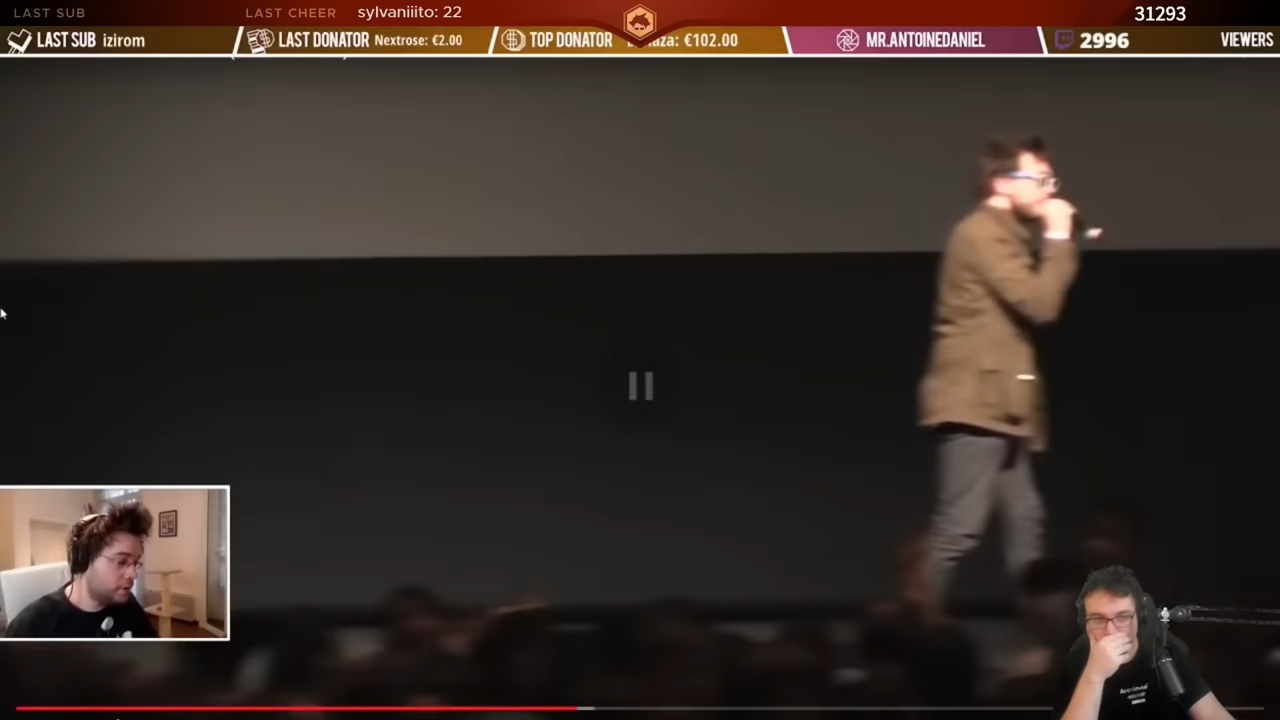 LAST SUB
LAST CHEER sylvaniiito: 22
31293
LAST SUB izirom
LAST DONATOR Nextrose: €2.00
TOP DONATOR €102.00
MR.ANTOINEDANIEL
2996 VIEWERS